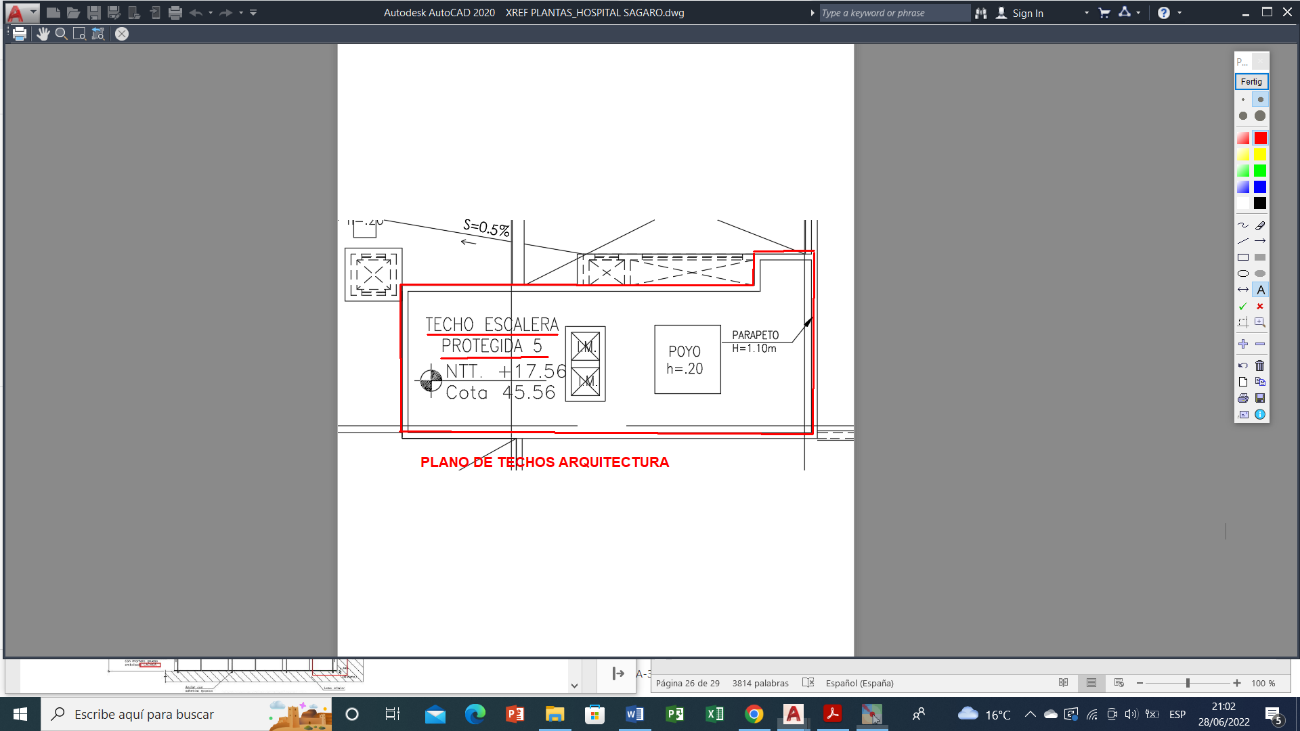 Autodesk AutoCAD 2020 XREF PLANTAS_HOSPITAL SAGARO.dwg
Type a keyword or phrase
Sign In
P...
Fertig
A
h=.20
S=0.5%
TECHO ESCALERA
PROTEGIDA 5
NTT. +17.56
Cota 45.56
I.M.
I.M.
POYO
h=.20
PARAPETO
H=1.10m
PLANO DE TECHOS ARQUITECTURA
Página 26 de 29 3814 palabras Español (España) 100 %
Escribe aquí para buscar
16°C
ESP
21:02
28/06/2022
5